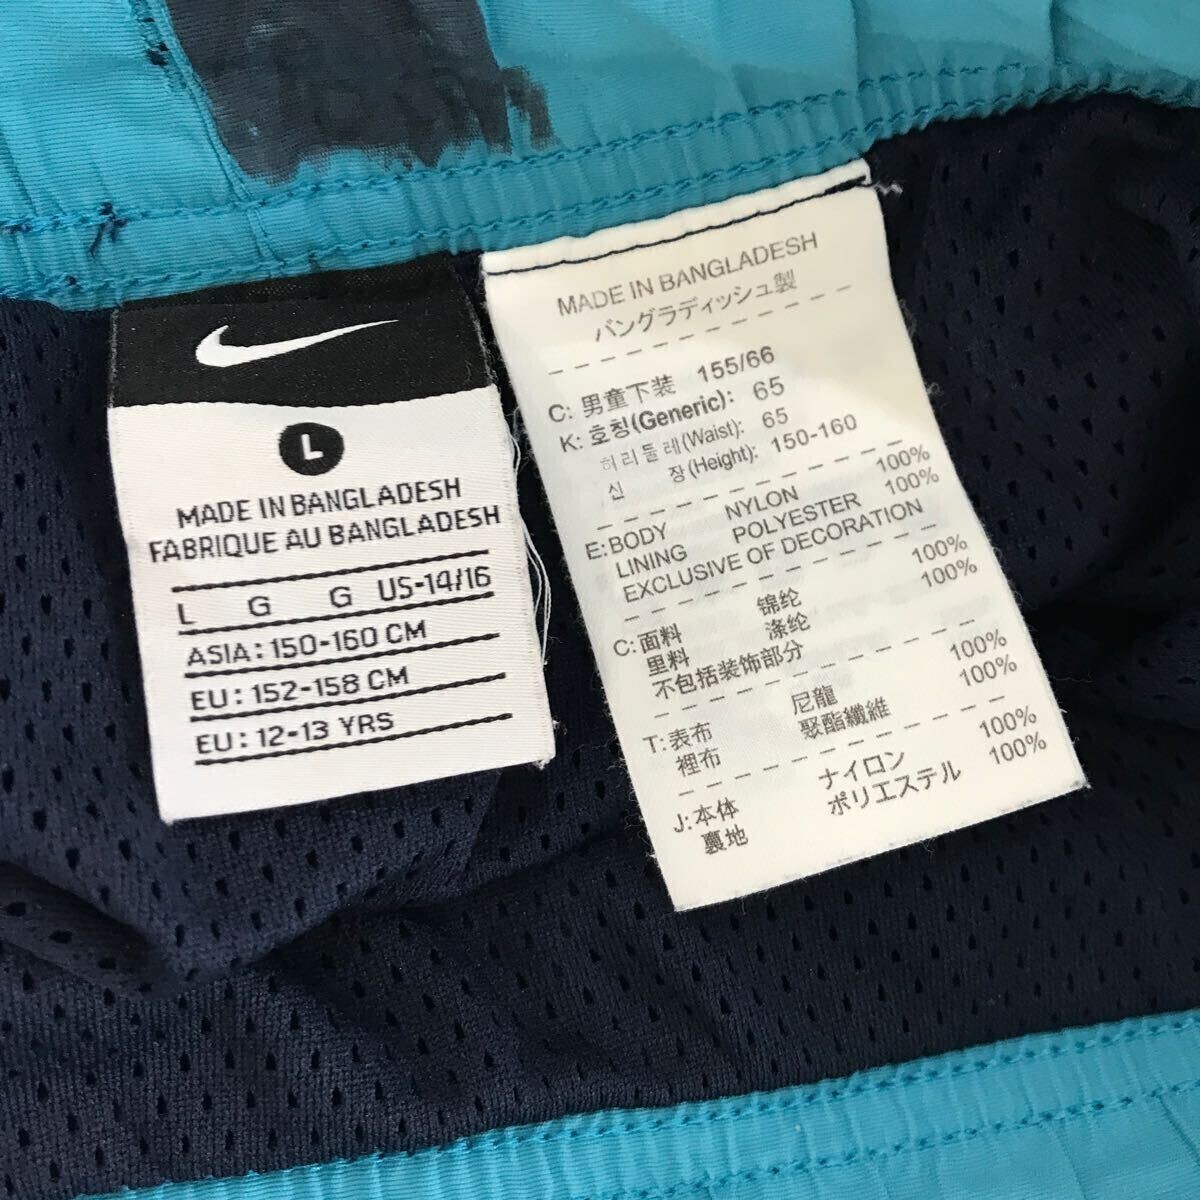 L
MADE IN BANGLADESH
FABRIQUE AU BANGLADESH
L G G US-14/16
ASIA: 150-160 CM
EU: 152-158 CM
EU: 12-13 YRS
MADE IN BANGLADESH
バングラディッシュ製
C: 男童下装 155/66
K: 호칭(Generic): 65
허리둘레(Waist): 65
신 장(Height): 150-160
E: BODY NYLON 100%
LINING POLYESTER 100%
EXCLUSIVE OF DECORATION
C: 面料 锦纶 100%
里料 涤纶 100%
不包括装饰部分
T: 表布 尼龍 100%
裡布 聚酯纖維 100%
J: 本体 ナイロン 100%
裏地 ポリエステル 100%